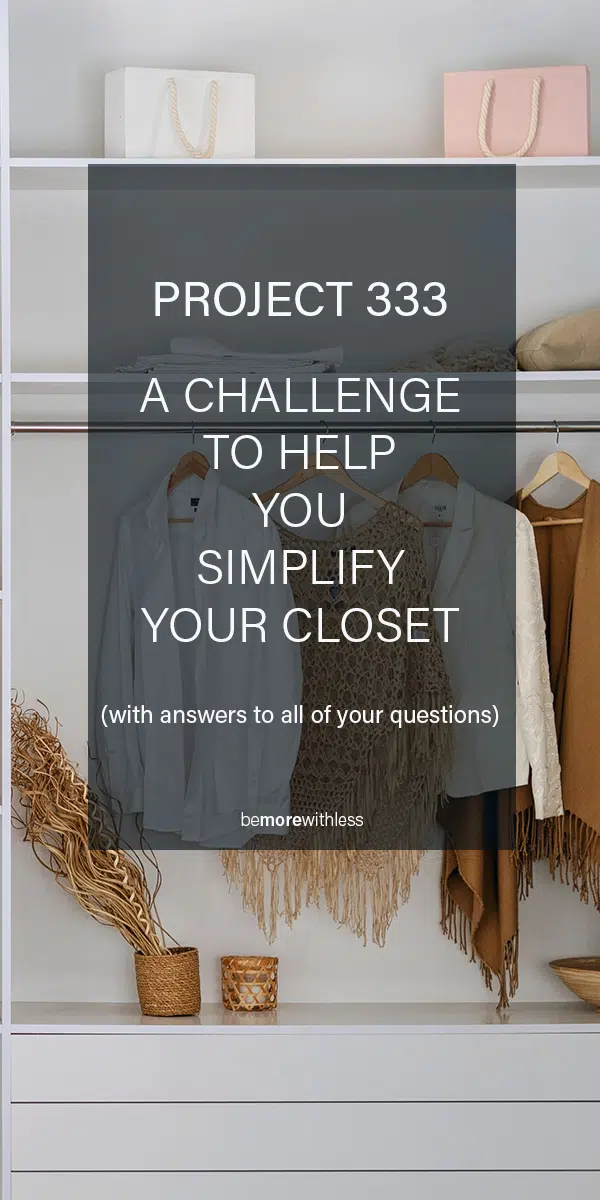 PROJECT 333
A CHALLENGE
TO HELP
YOU
SIMPLIFY
YOUR CLOSET
(with answers to all of your questions)
bemorewithless